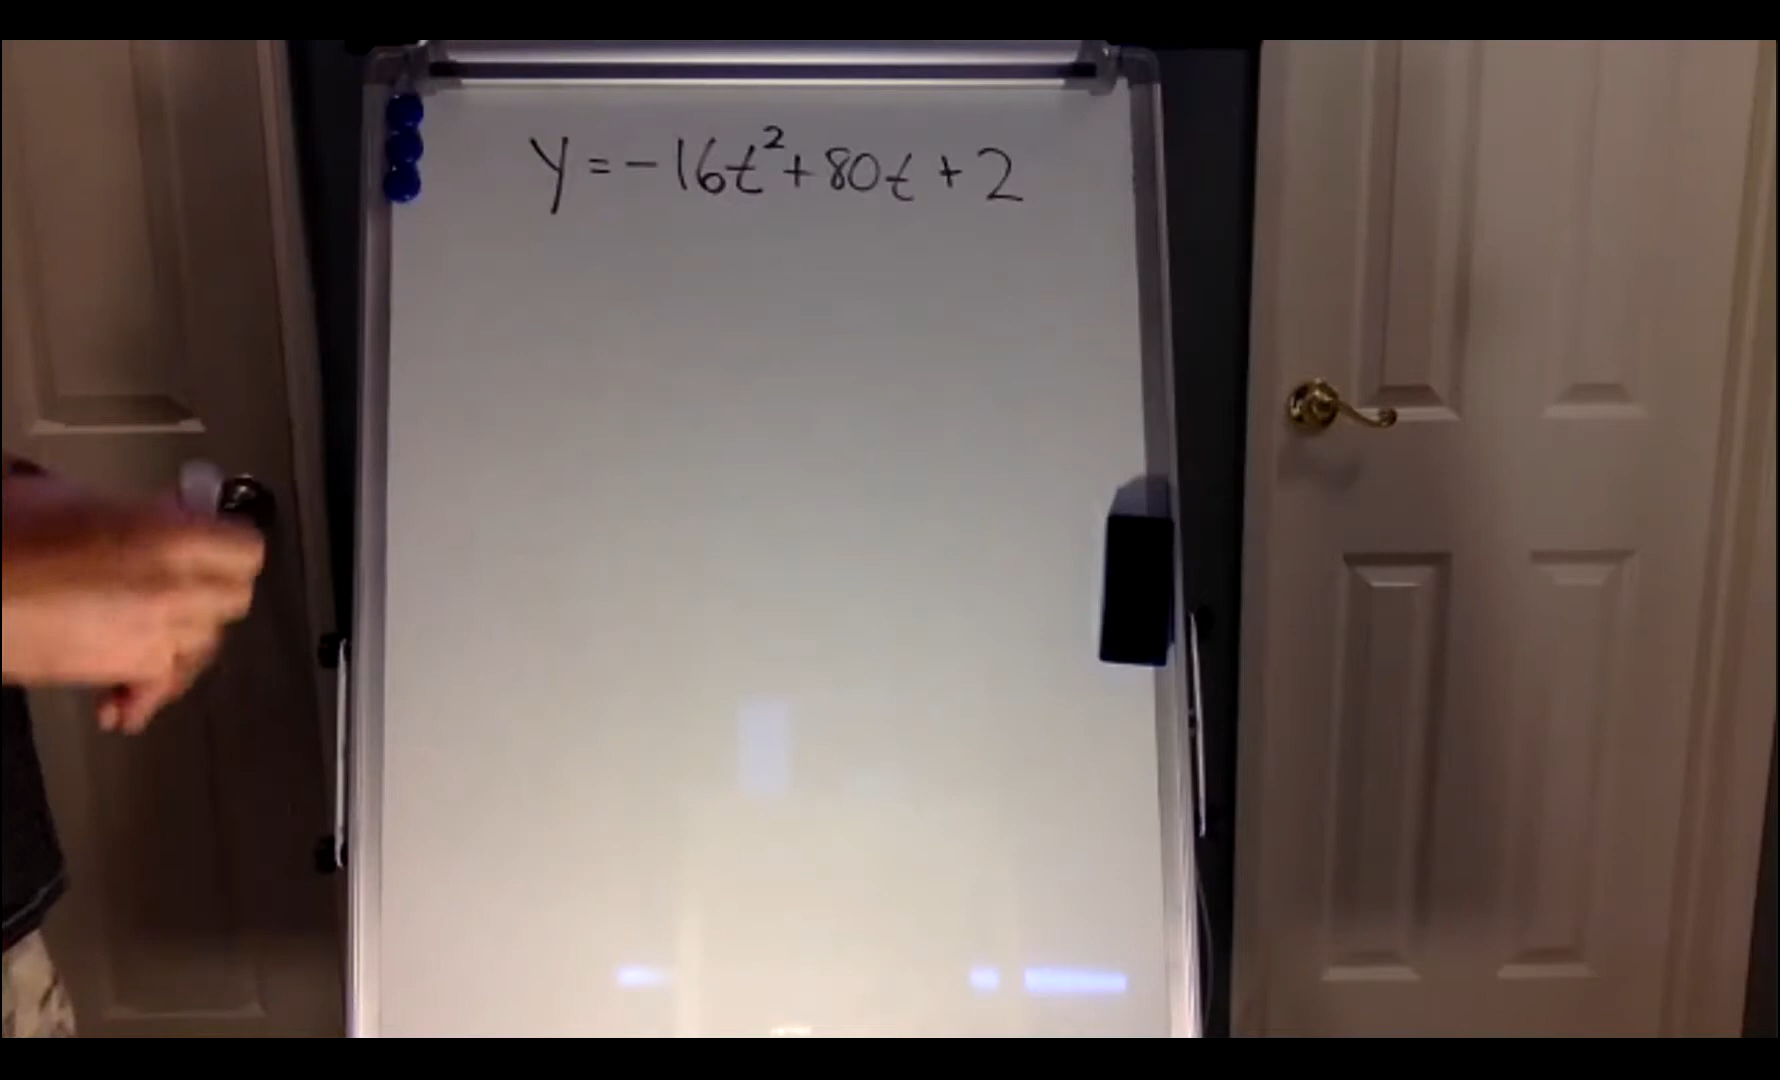 y = -16t² + 80t + 2